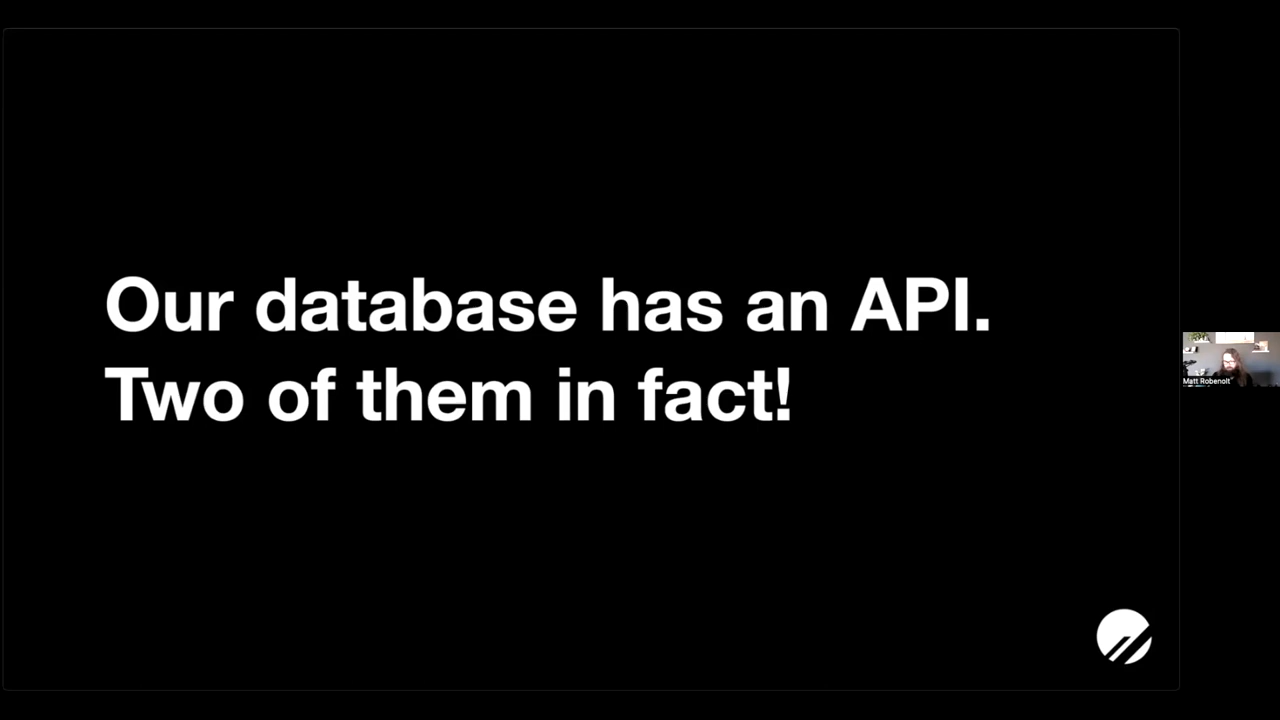 Our database has an API.
Two of them in fact!
Matt Robenolt